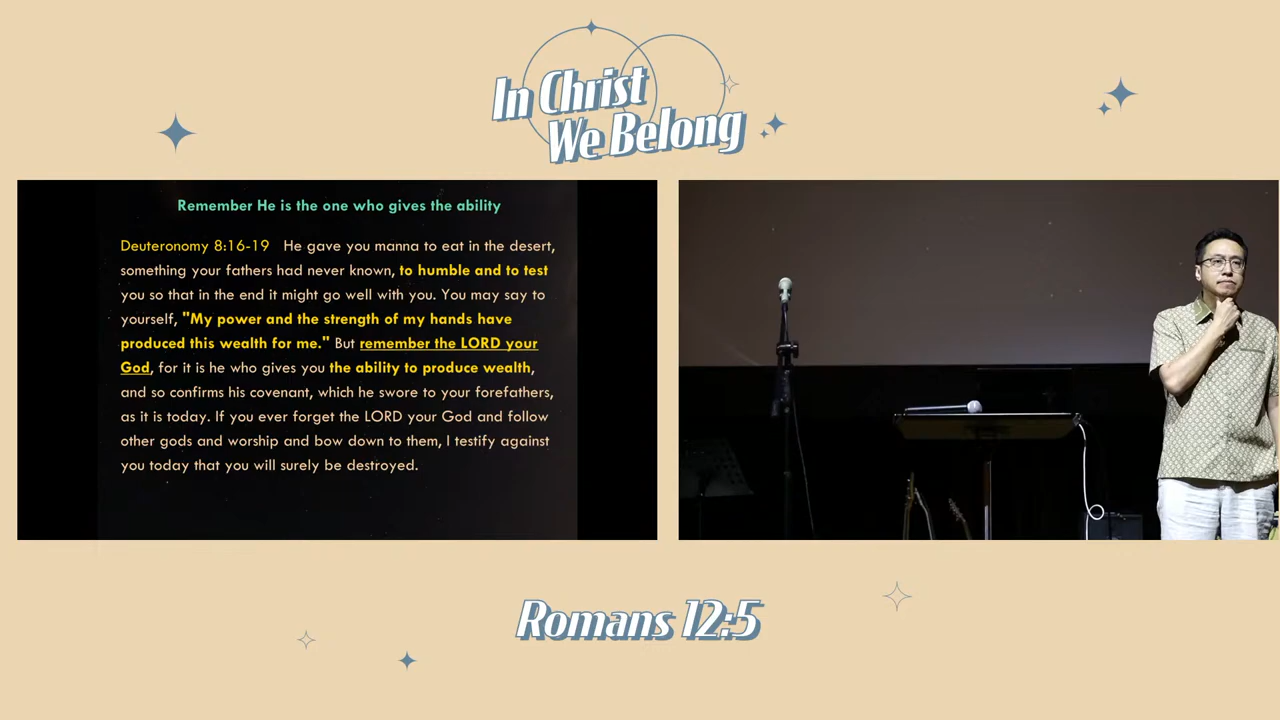 In Christ
We Belong
Remember He is the one who gives the ability
Deuteronomy 8:16-19 He gave you manna to eat in the desert,
something your fathers had never known, to humble and to test
you so that in the end it might go well with you. You may say to
yourself, "My power and the strength of my hands have
produced this wealth for me." But remember the LORD your
God, for it is he who gives you the ability to produce wealth,
and so confirms his covenant, which he swore to your forefathers,
as it is today. If you ever forget the LORD your God and follow
other gods and worship and bow down to them, I testify against
you today that you will surely be destroyed.
Romans 12:5